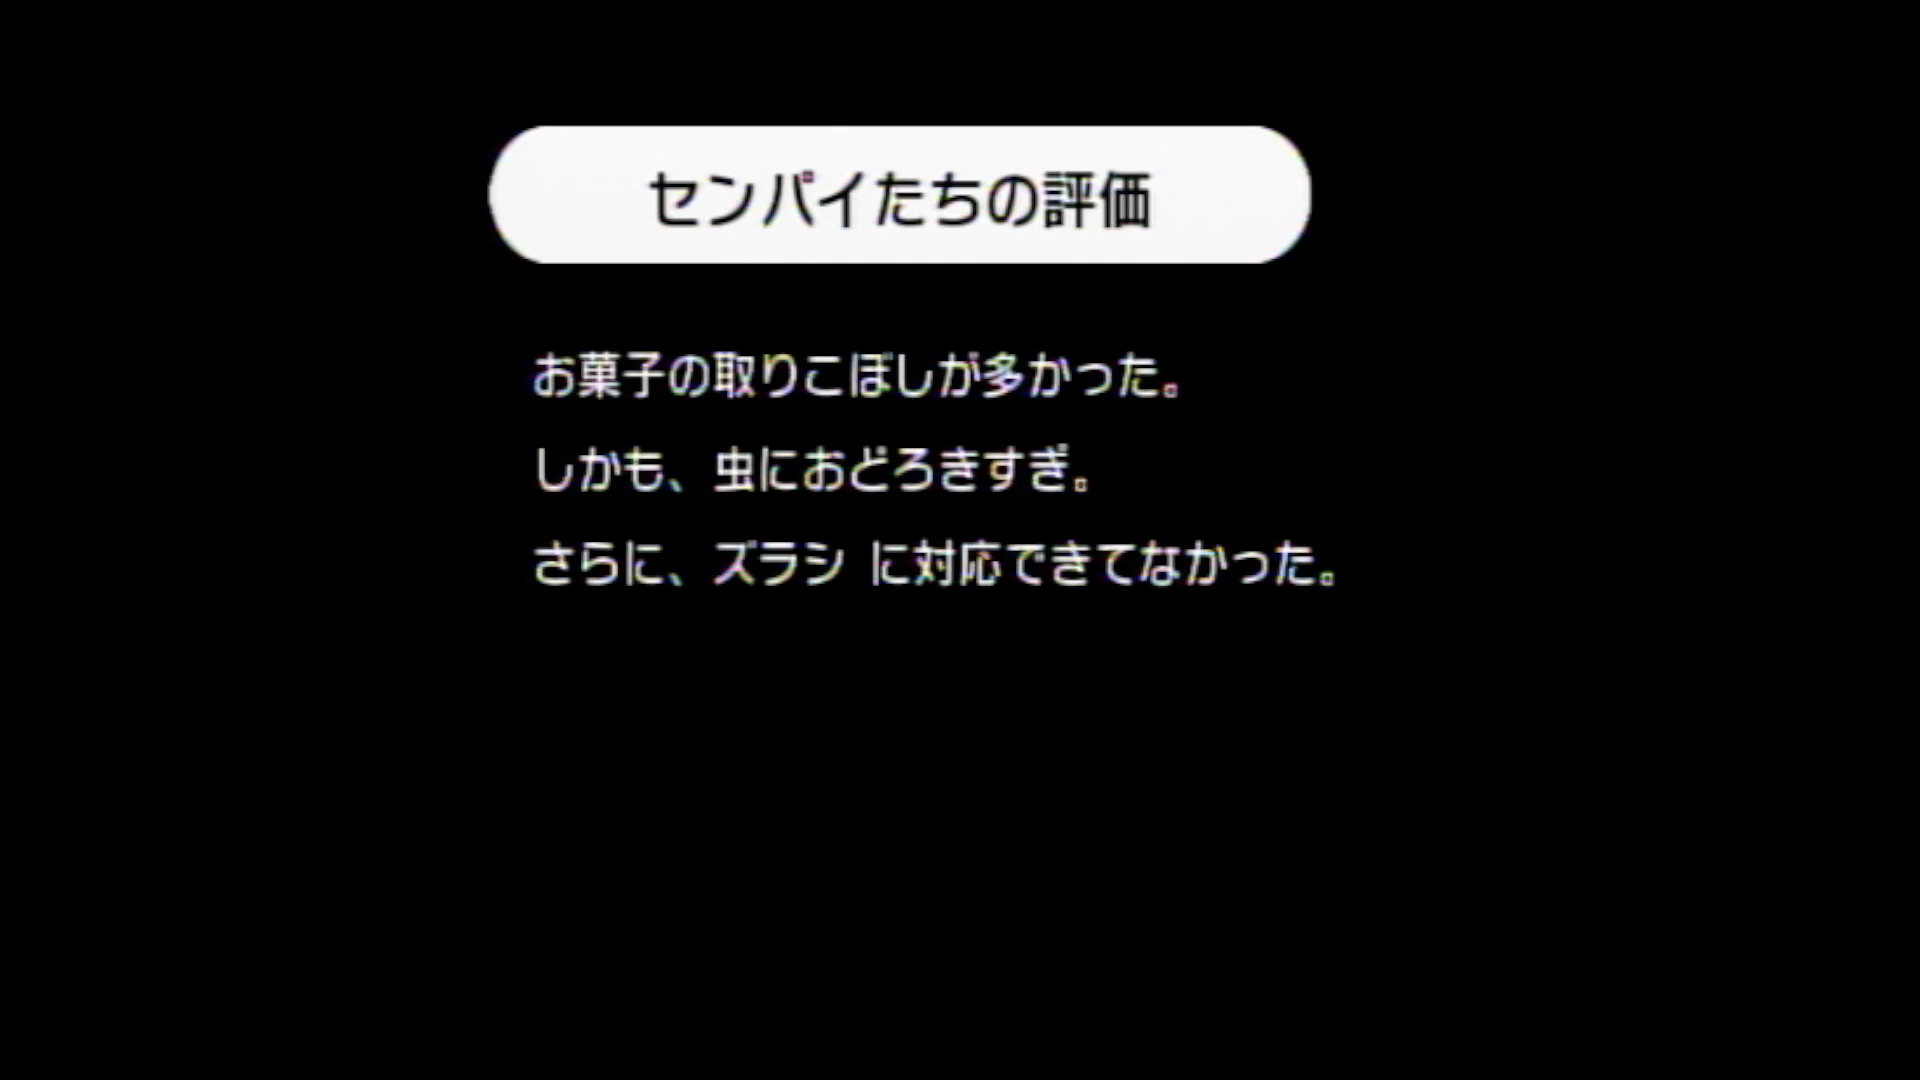 センパイたちの評価
お菓子の取りこぼしが多かった。
しかも、虫におどろきすぎ。
さらに、ズラシ に対応できてなかった。